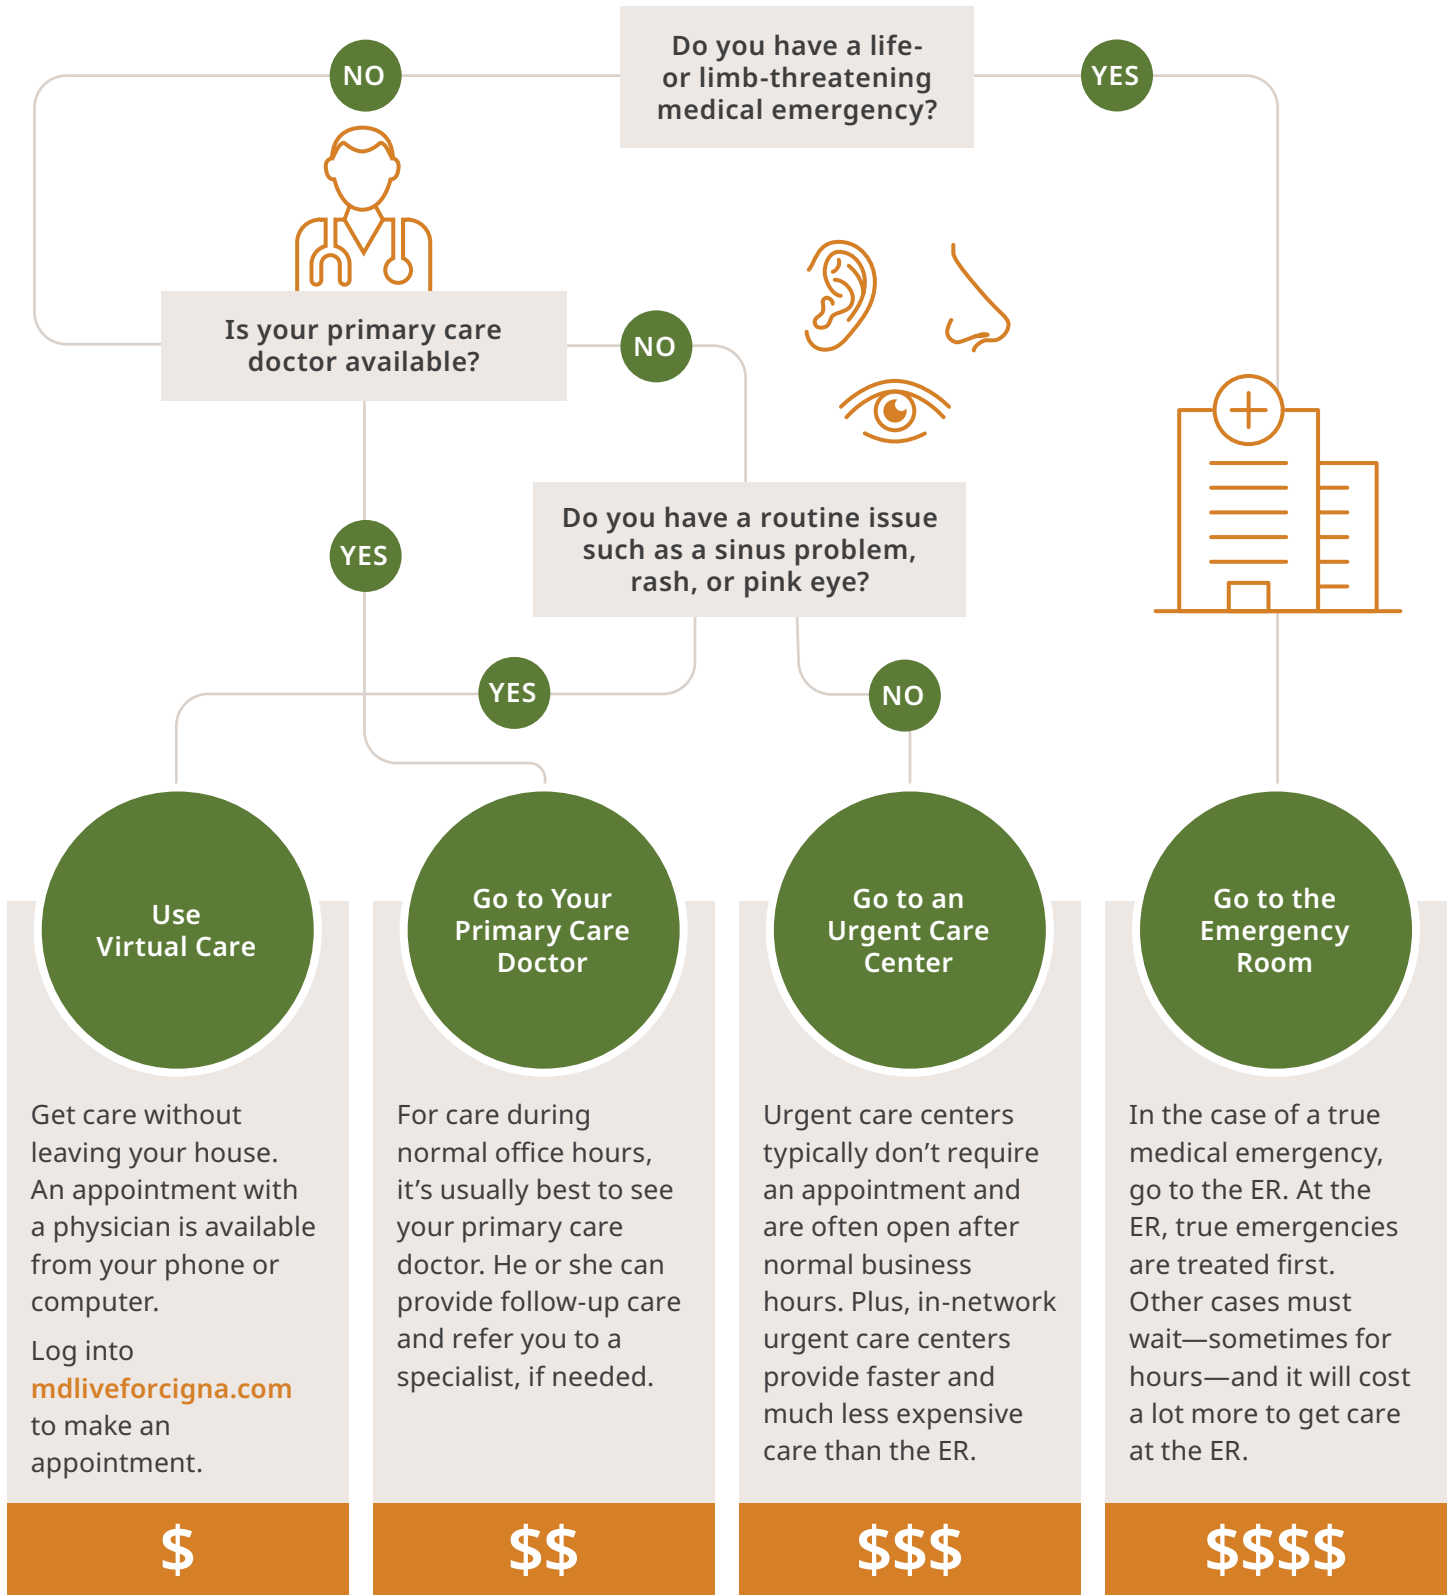 Do you have a life-
or limb-threatening
medical emergency?
NO
YES
Is your primary care
doctor available?
NO
YES
Do you have a routine issue
such as a sinus problem,
rash, or pink eye?
YES
NO
Use
Virtual Care
Get care without
leaving your house.
An appointment with
a physician is available
from your phone or
computer.
Log into
mdliveforcigna.com
to make an
appointment.
$
Go to Your
Primary Care
Doctor
For care during
normal office hours,
it’s usually best to see
your primary care
doctor. He or she can
provide follow-up care
and refer you to a
specialist, if needed.
$$
Go to an
Urgent Care
Center
Urgent care centers
typically don’t require
an appointment and
are often open after
normal business
hours. Plus, in-network
urgent care centers
provide faster and
much less expensive
care than the ER.
$$$
Go to the
Emergency
Room
In the case of a true
medical emergency,
go to the ER. At the
ER, true emergencies
are treated first.
Other cases must
wait—sometimes for
hours—and it will cost
a lot more to get care
at the ER.
$$$$